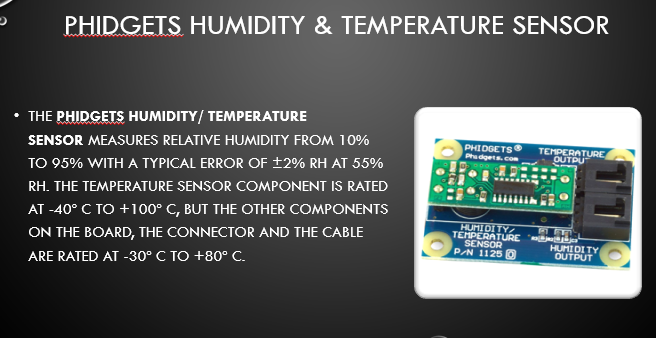 PHIDGETS HUMIDITY & TEMPERATURE SENSOR
• THE PHIDGETS HUMIDITY/ TEMPERATURE
SENSOR MEASURES RELATIVE HUMIDITY FROM 10%
TO 95% WITH A TYPICAL ERROR OF ±2% RH AT 55%
RH. THE TEMPERATURE SENSOR COMPONENT IS RATED
AT -40° C TO +100° C, BUT THE OTHER COMPONENTS
ON THE BOARD, THE CONNECTOR AND THE CABLE
ARE RATED AT -30° C TO +80° C.
PHIDGETS®
Phidgets.com
TEMPERATURE
OUTPU
HUMIDITY/
TEMPERATURE
SENSOR
P/N 1125
HUMIDITY
OUTPUT